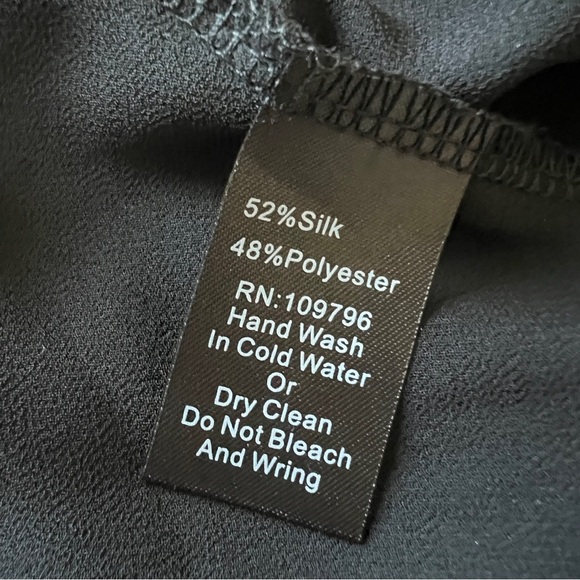 52%Silk
48%Polyester
RN:109796
Hand Wash
In Cold Water
Or
Dry Clean
Do Not Bleach
And Wring